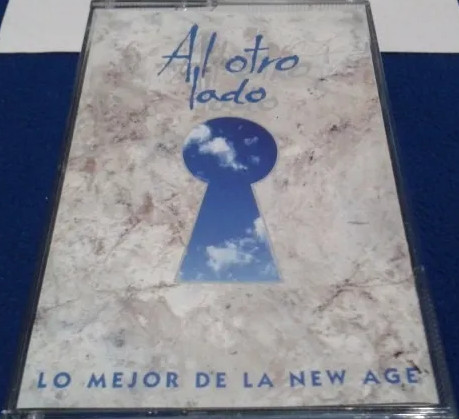 Al otro
lado
LO MEJOR DE LA NEW AGE